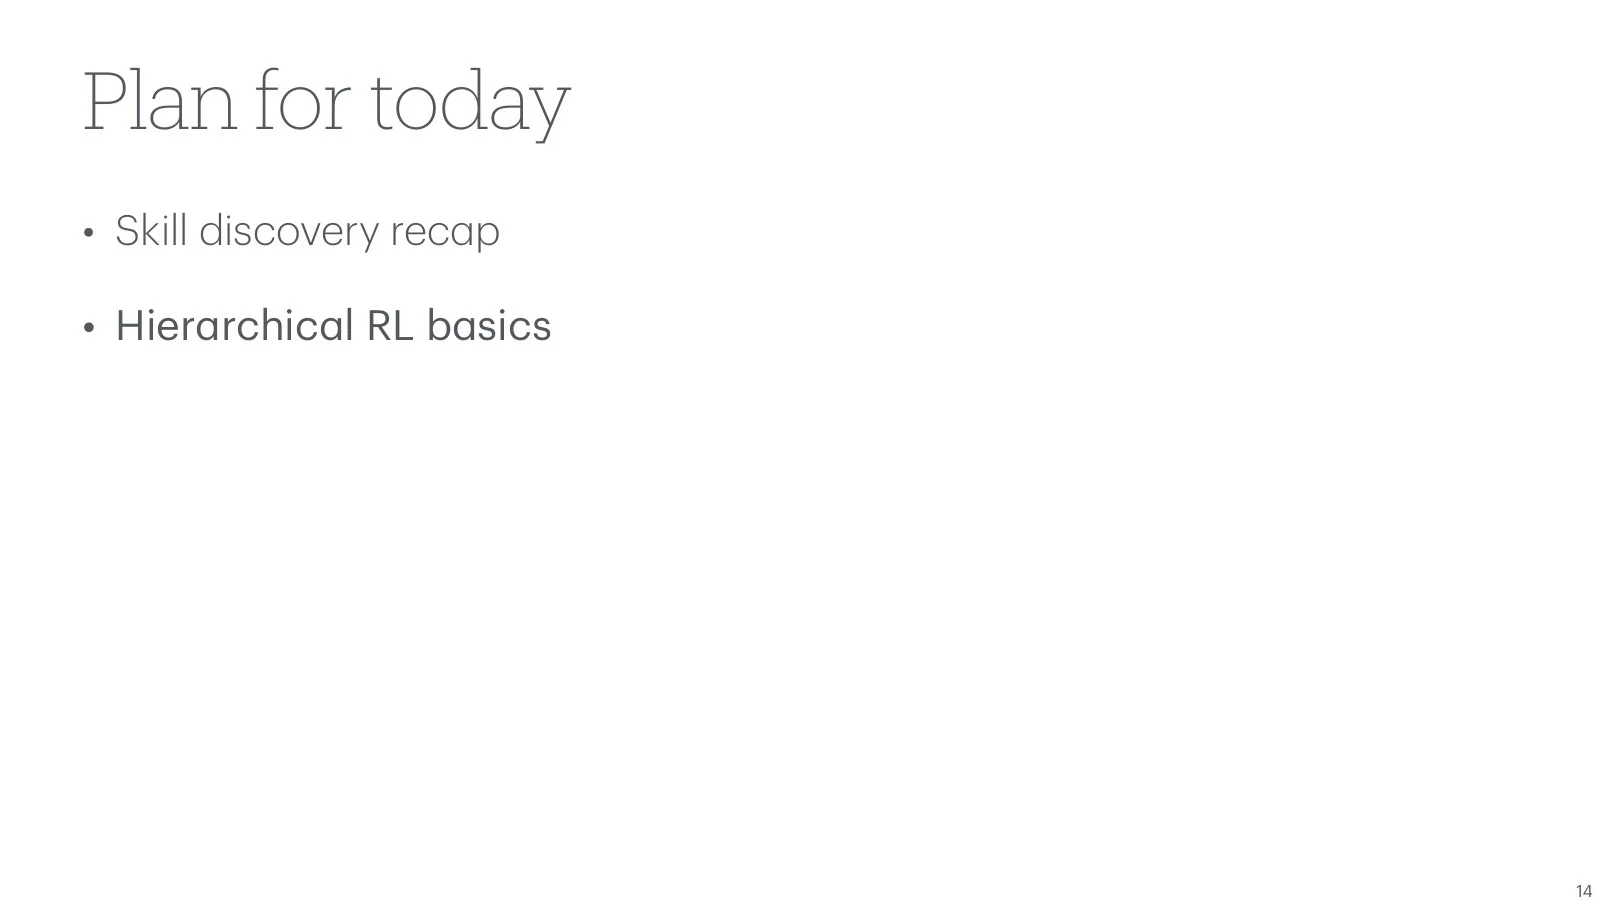 Plan for today
• Skill discovery recap
• Hierarchical RL basics
14